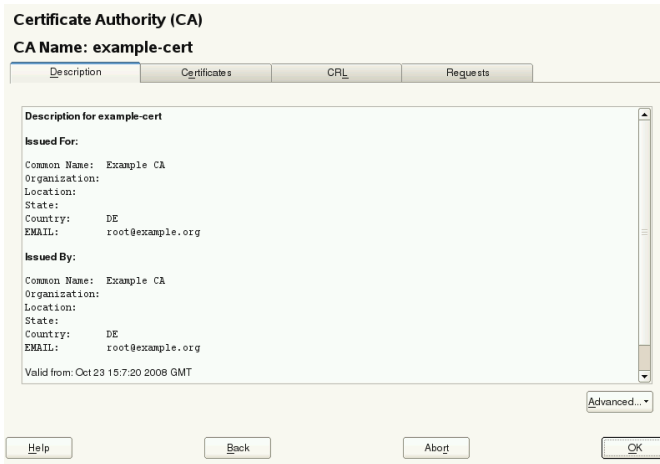 Certificate Authority (CA)
CA Name: example-cert
Description Certificates CRL Requests
Description for example-cert
Issued For:
Common Name: Example CA
Organization:
Location:
State:
Country: DE
EMAIL: root@example.org
Issued By:
Common Name: Example CA
Organization:
Location:
State:
Country: DE
EMAIL: root@example.org
Valid from: Oct 23 15:7:20 2008 GMT
Advanced...
Help Back Abort OK